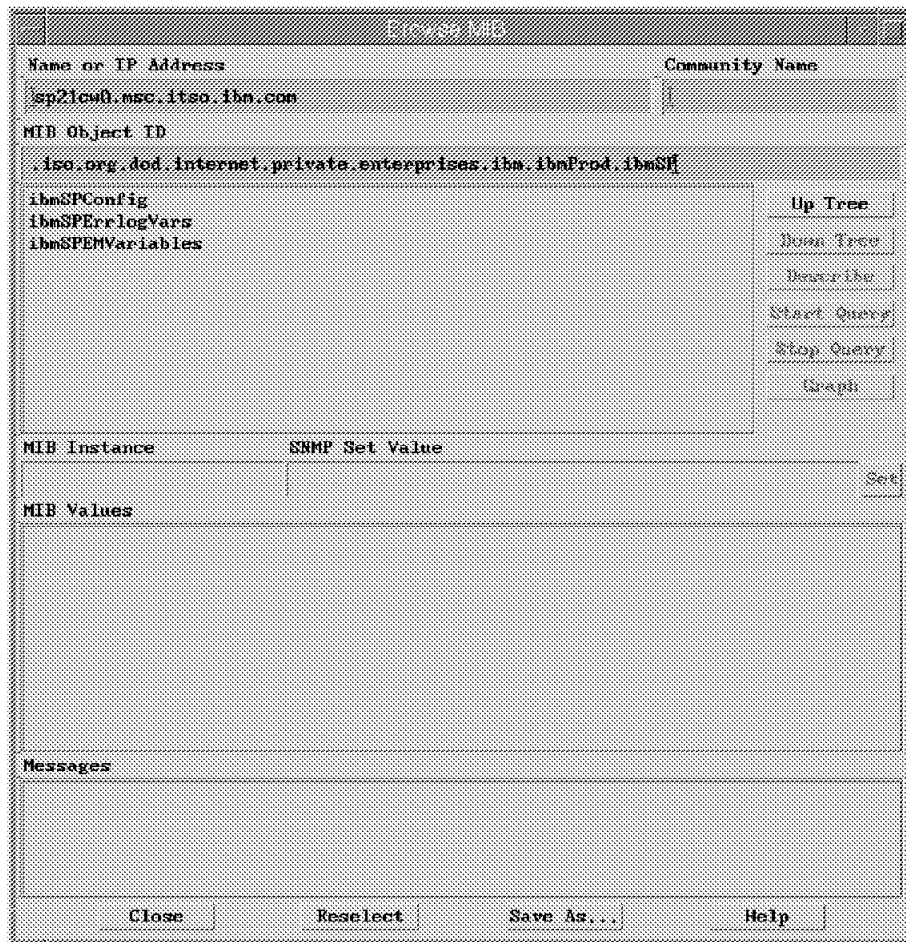 Browse MIB
Name or IP Address
Community Name
sp21cw0.msc.itso.ibm.com
MIB Object ID
.iso.org.dod.internet.private.enterprises.ibm.ibmProd.ibmSP
ibmSPConfig
ibmSPErrlogVars
ibmSPEMVariables
Up Tree
Down Tree
Describe
Start Query
Stop Query
Graph
MIB Instance
SNMP Set Value
Set
MIB Values
Messages
Close
Reselect
Save As...
Help